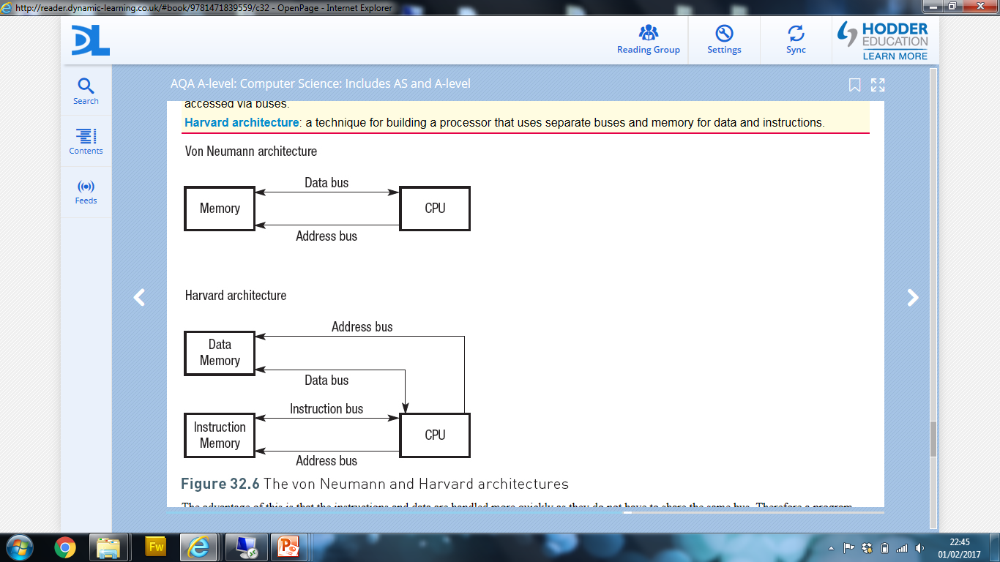 http://reader.dynamic-learning.co.uk/#book/9781471839559/c32 - OpenPage - Internet Explorer
DL
Reading Group
Settings
Sync
HODDER
EDUCATION
LEARN MORE
Search
Contents
Feeds
AQA A-level: Computer Science: Includes AS and A-level
accessed via buses.
Harvard architecture: a technique for building a processor that uses separate buses and memory for data and instructions.
Von Neumann architecture
Data bus
Memory
CPU
Address bus
Harvard architecture
Address bus
Data
Memory
Data bus
Instruction bus
Instruction
Memory
CPU
Address bus
Figure 32.6 The von Neumann and Harvard architectures
The advantage of this is that the instructions and data are handled more quickly as they do not have to share the same bus. Therefore a program
Fw
22:45
01/02/2017